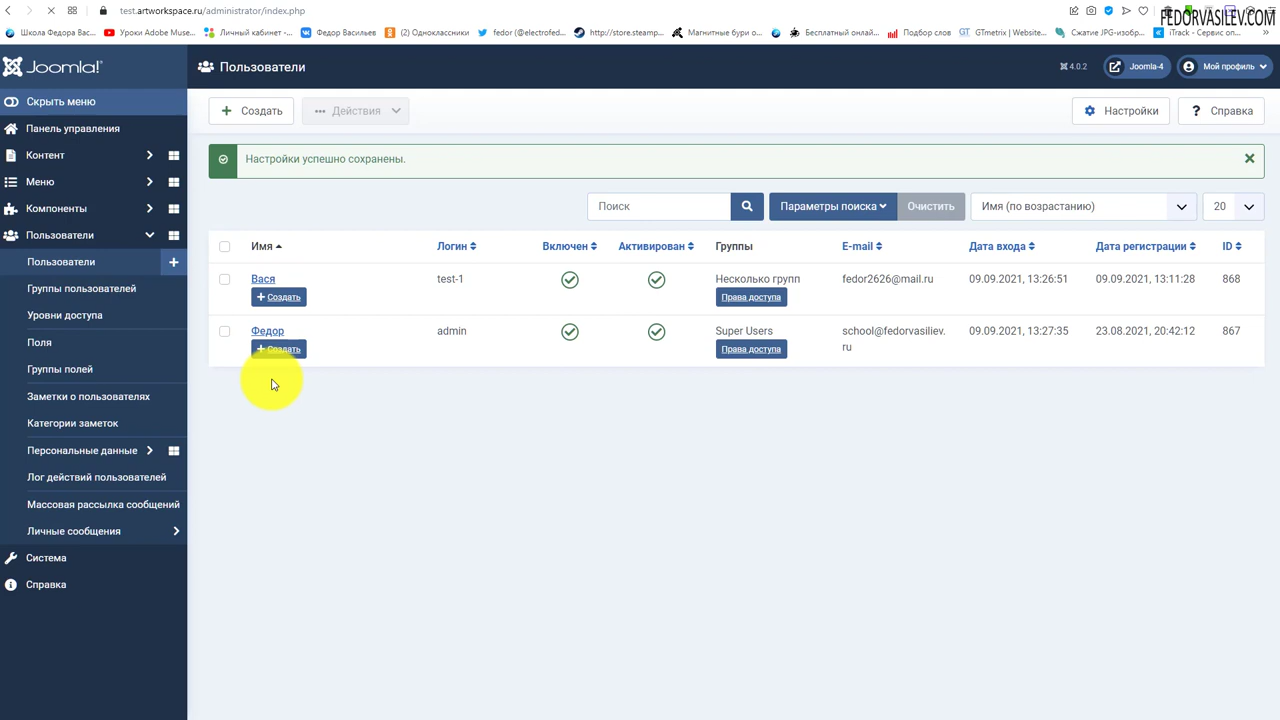 test.artworkspace.ru/administrator/index.php
FEDORVASILEV.COM
Школа Федора Вас...
Уроки Adobe Muse...
Личный кабинет -...
Федор Васильев
(2) Одноклассники
fedor (@electrofed...
http://store.steamp...
Магнитные бури о...
Бесплатный онлай...
Подбор слов
GTmetrix | Website...
Сжатие JPG-изобр...
iTrack - Сервис оп...
Joomla!
Пользователи
4.0.2
Joomla-4
Мой профиль
Скрыть меню
Панель управления
Контент
Меню
Компоненты
Пользователи
Пользователи
Группы пользователей
Уровни доступа
Поля
Группы полей
Заметки о пользователях
Категории заметок
Персональные данные
Лог действий пользователей
Массовая рассылка сообщений
Личные сообщения
Система
Справка
Создать
Действия
Настройки
Справка
Настройки успешно сохранены.
Поиск
Параметры поиска
Очистить
Имя (по возрастанию)
20
Имя Логин Включен Активирован Группы E-mail Дата входа Дата регистрации ID
Вася test-1 Несколько групп fedor2626@mail.ru 09.09.2021, 13:26:51 09.09.2021, 13:11:28 868
+ Создать Права доступа
Федор admin Super Users school@fedorvasiliev. 09.09.2021, 13:27:35 23.08.2021, 20:42:12 867
ru
+ Создать Права доступа